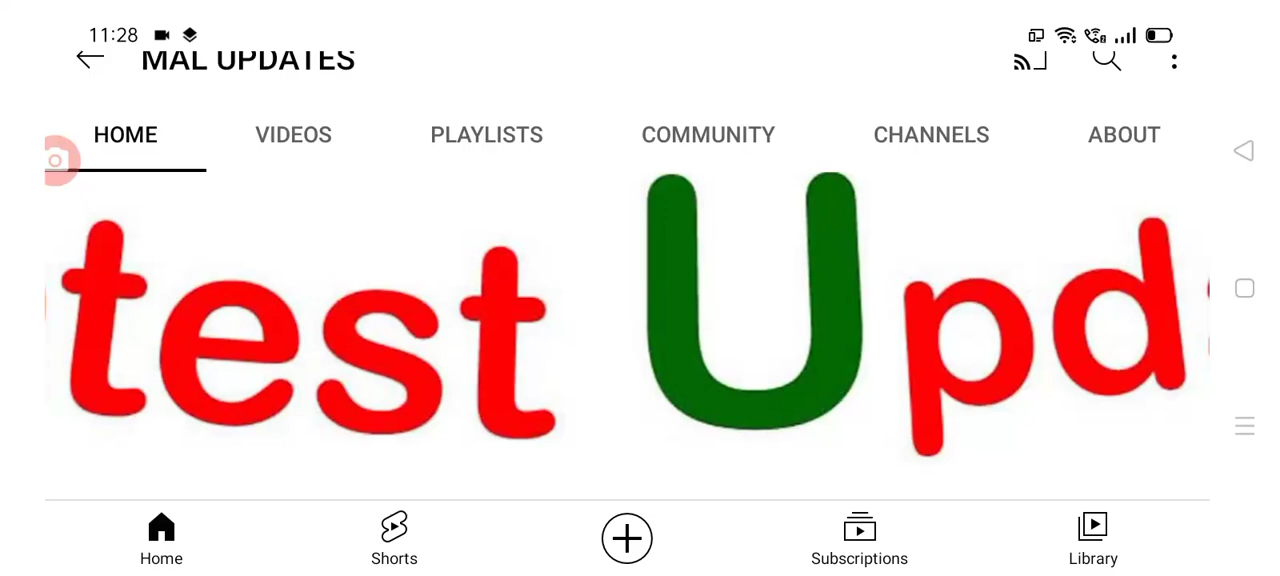 11:28
MAL UPDATES
HOME VIDEOS PLAYLISTS COMMUNITY CHANNELS ABOUT
test Upd
Home Shorts Subscriptions Library